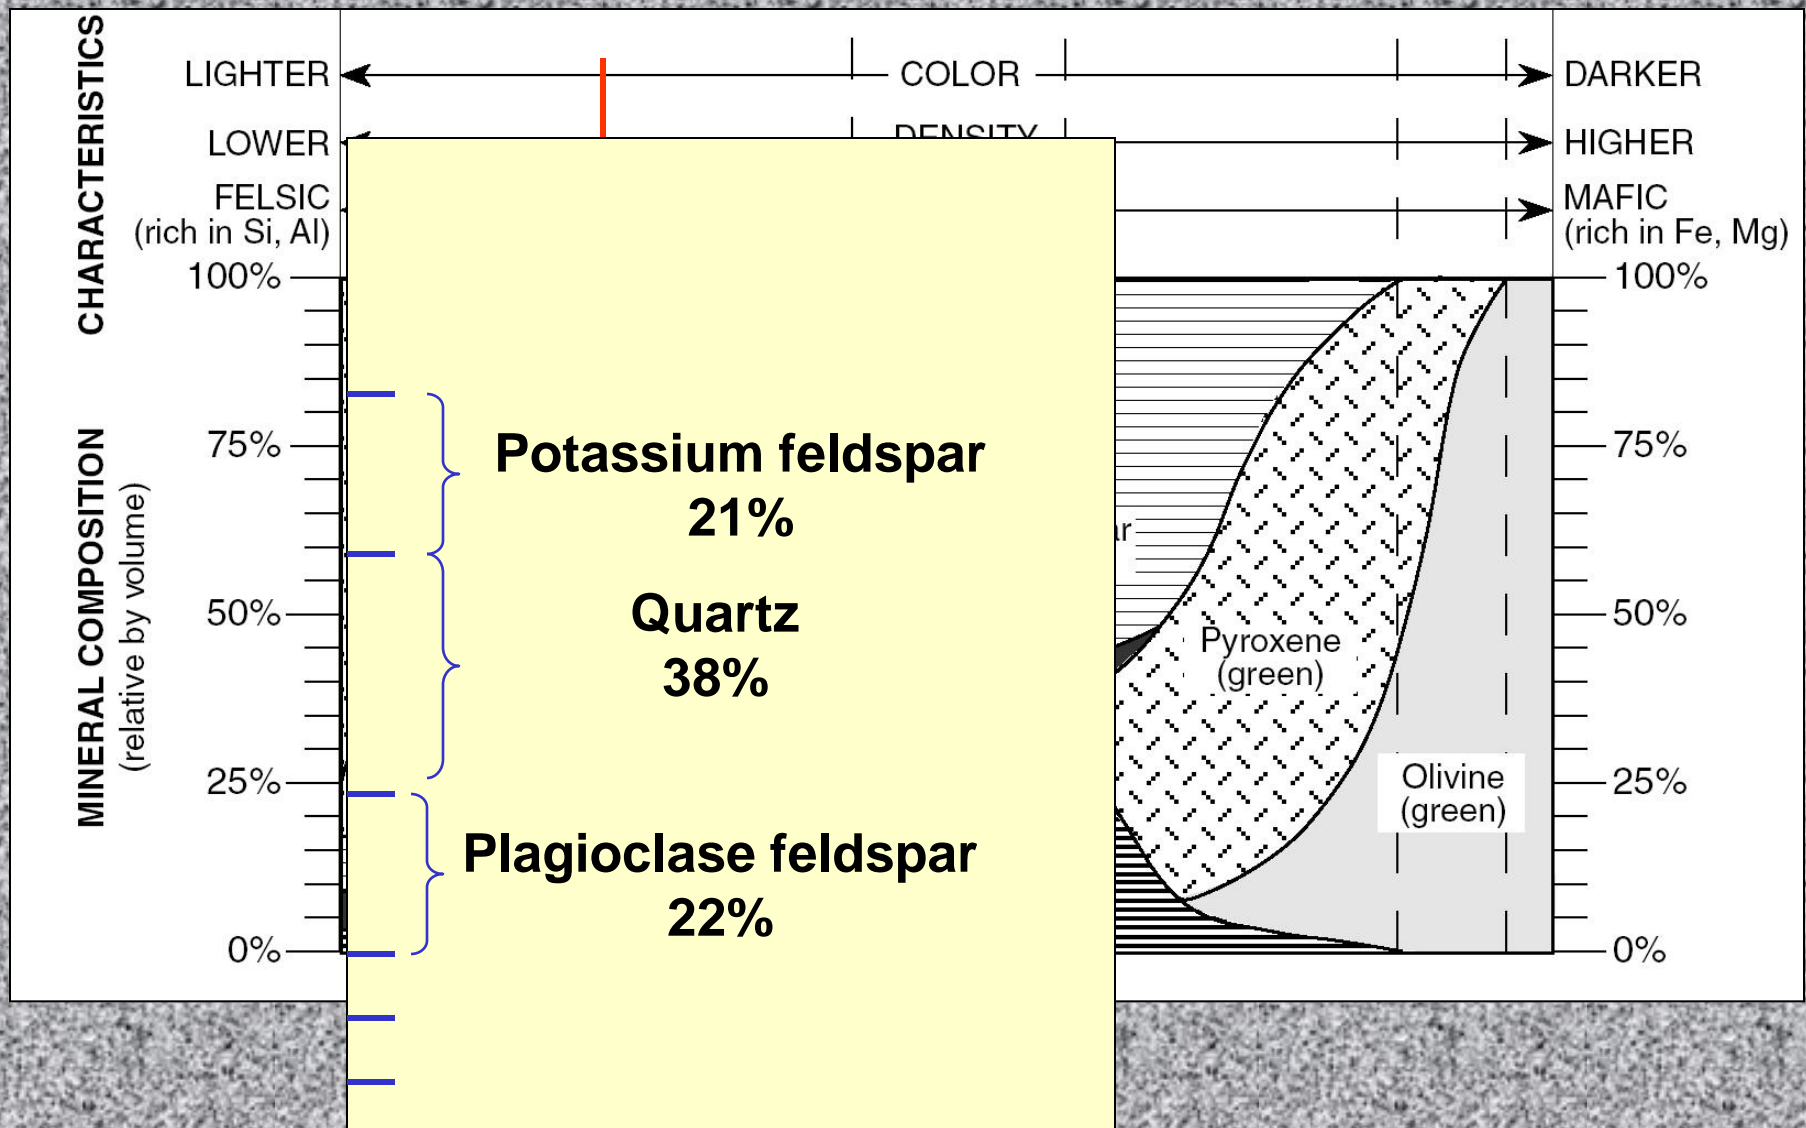 CHARACTERISTICS
LIGHTER
COLOR
DARKER
LOWER
DENSITY
HIGHER
FELSIC
(rich in Si, Al)
MAFIC
(rich in Fe, Mg)
MINERAL COMPOSITION
(relative by volume)
100%
75%
50%
25%
0%
Potassium feldspar
21%
Quartz
38%
Plagioclase feldspar
22%
Pyroxene
(green)
Olivine
(green)
100%
75%
50%
25%
0%